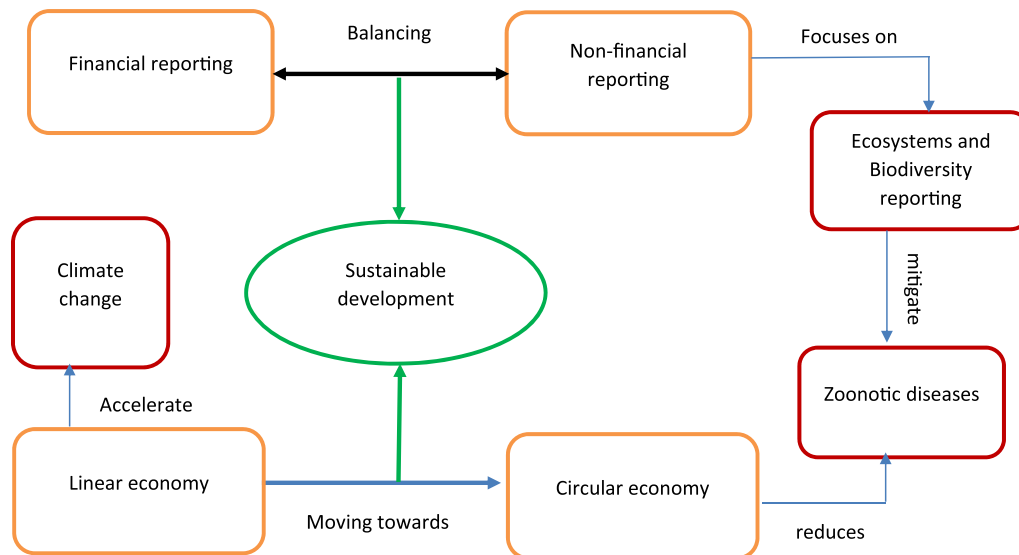 Financial reporting
Balancing
Non-financial
reporting
Focuses on
Ecosystems and
Biodiversity
reporting
Climate
change
Sustainable
development
mitigate
Zoonotic diseases
Accelerate
Linear economy
Moving towards
Circular economy
reduces